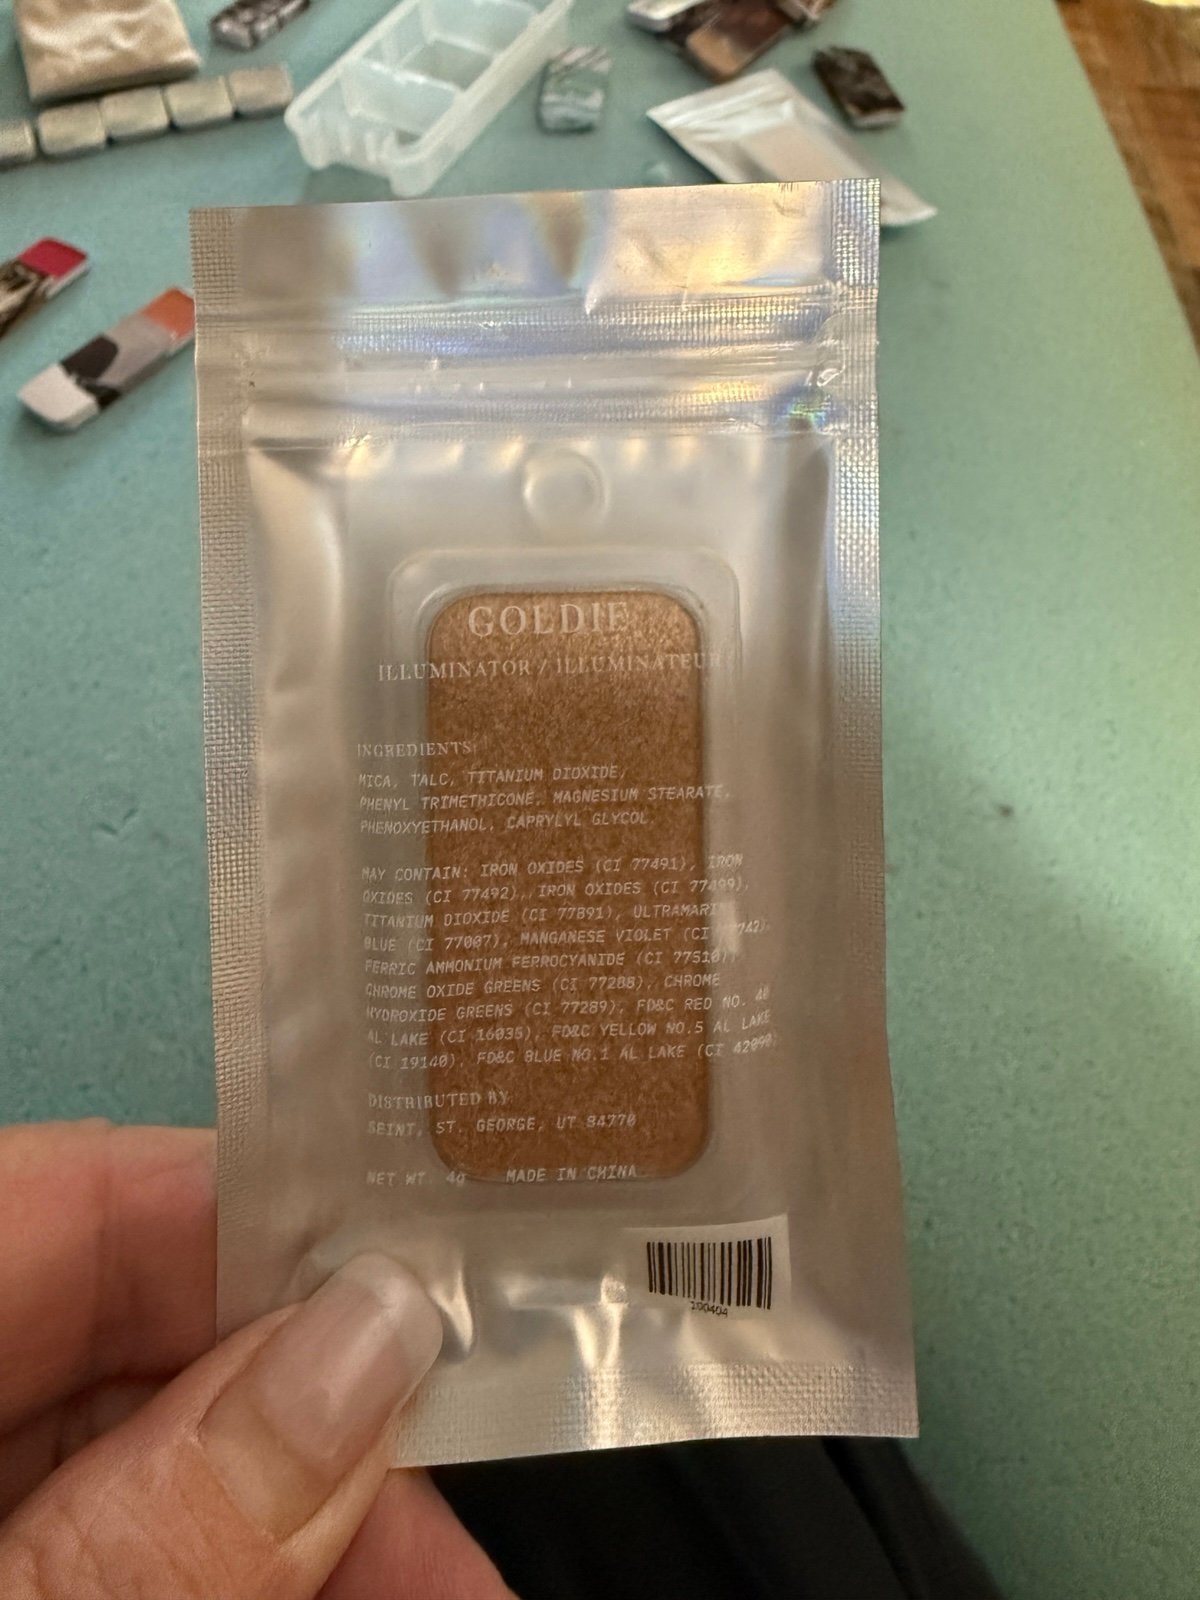 GOLDIE
ILLUMINATOR / ILLUMINATEUR
INGREDIENTS:
MICA, TALC, TITANIUM DIOXIDE,
PHENYL TRIMETHICONE, MAGNESIUM STEARATE,
PHENOXYETHANOL, CAPRYLYL GLYCOL.
MAY CONTAIN: IRON OXIDES (CI 77491), IRON
OXIDES (CI 77492), IRON OXIDES (CI 77499),
TITANIUM DIOXIDE (CI 77891), ULTRAMARINE
BLUE (CI 77007), MANGANESE VIOLET (CI 77742),
FERRIC AMMONIUM FERROCYANIDE (CI 77510),
CHROME OXIDE GREENS (CI 77288), CHROME
HYDROXIDE GREENS (CI 77289), FD&C RED NO. 40
AL LAKE (CI 16035), FD&C YELLOW NO.5 AL LAKE
(CI 19140), FD&C BLUE NO.1 AL LAKE (CI 42090)
DISTRIBUTED BY:
SEINT, ST. GEORGE, UT 84770
NET WT. 4G MADE IN CHINA
100404